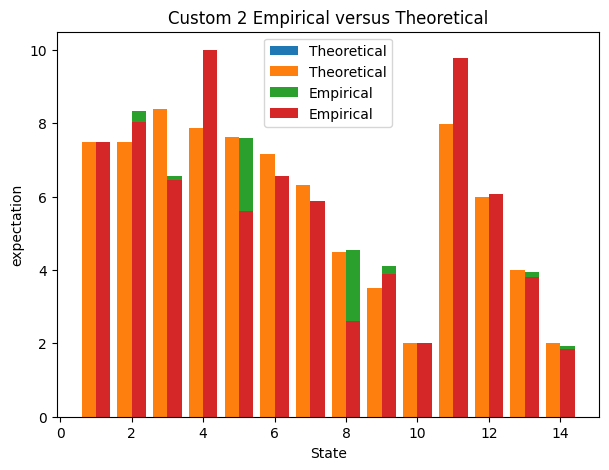 Custom 2 Empirical versus Theoretical
Theoretical
Theoretical
Empirical
Empirical
expectation
10
8
6
4
2
0
0 2 4 6 8 10 12 14
State